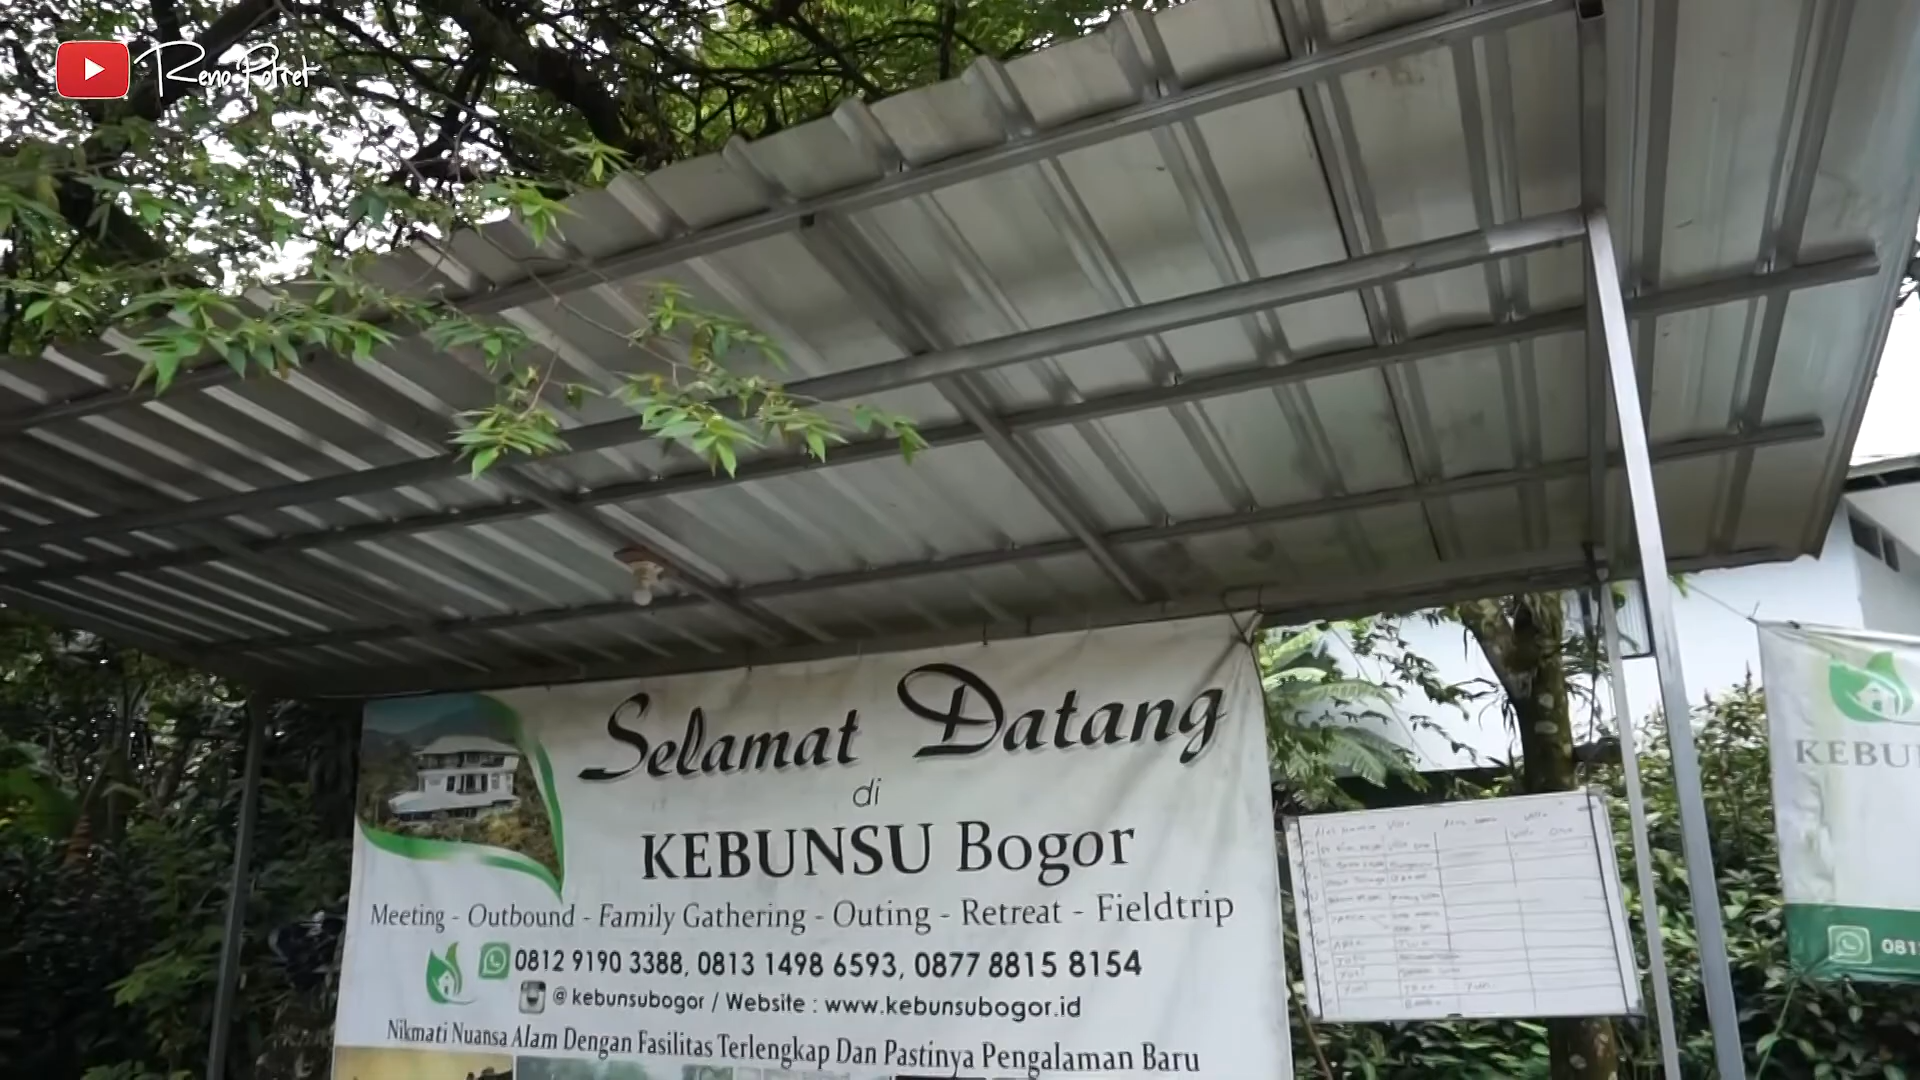 Reno Potret
Selamat Datang
di
KEBUNSU Bogor
Meeting - Outbound - Family Gathering - Outing - Retreat - Fieldtrip
0812 9190 3388, 0813 1498 6593, 0877 8815 8154
@kebunsubogor / Website : www.kebunsubogor.id
Nikmati Nuansa Alam Dengan Fasilitas Terlengkap Dan Pastinya Pengalaman Baru
KEBU
081